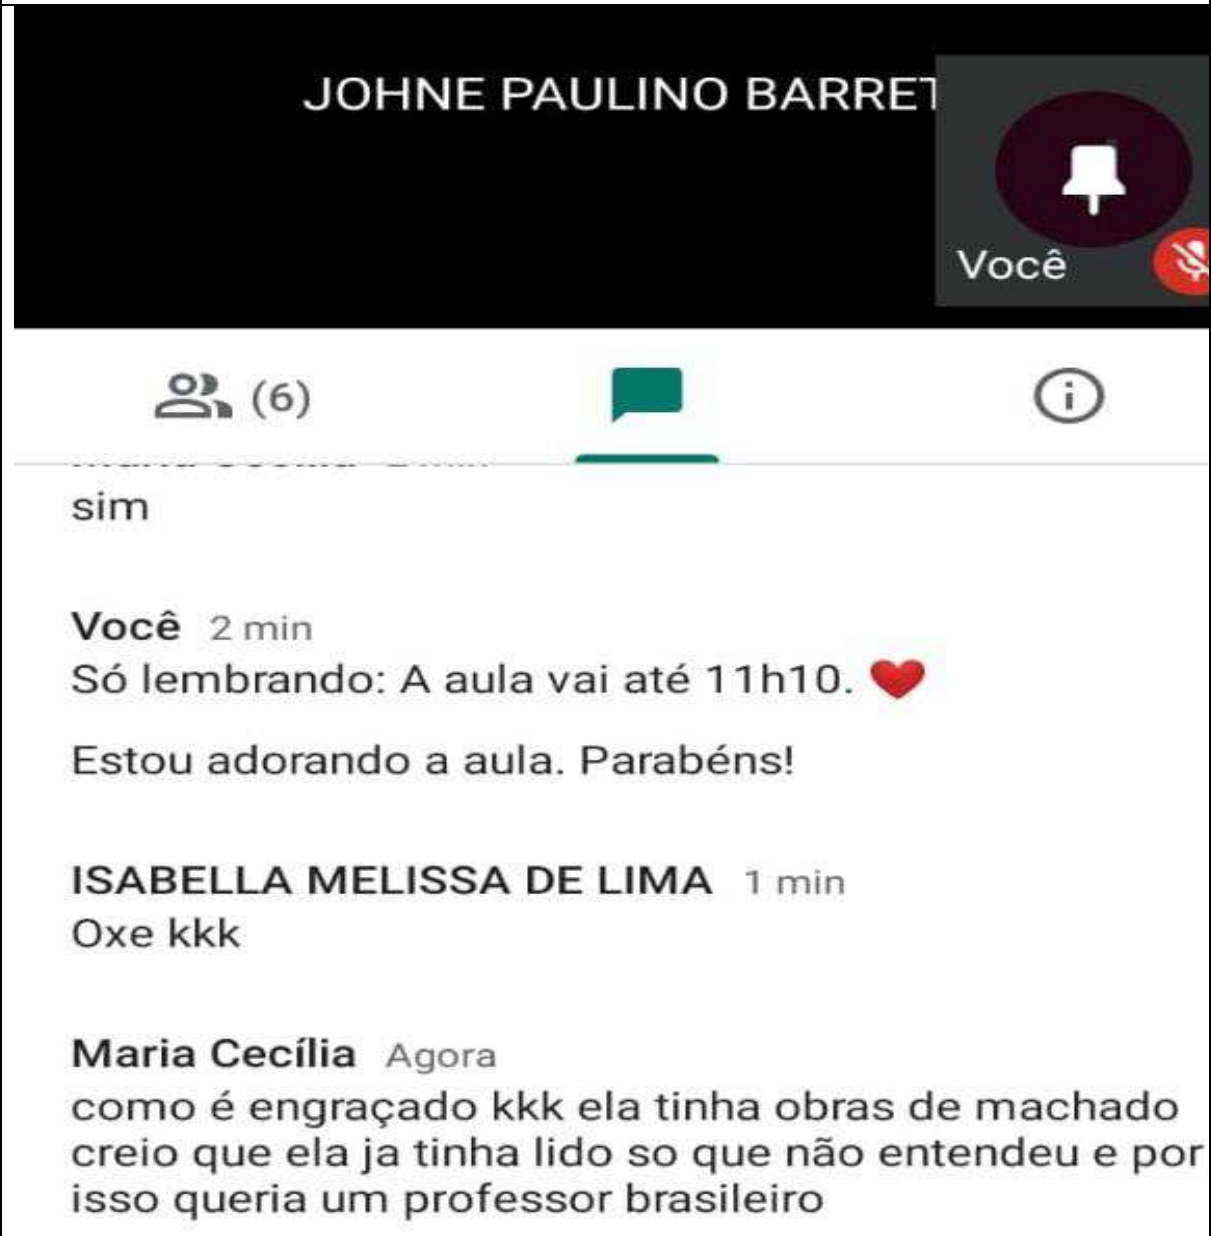 JOHNE PAULINO BARRET
Você
(6)
sim
Você 2 min
Só lembrando: A aula vai até 11h10. ❤️
Estou adorando a aula. Parabéns!
ISABELLA MELISSA DE LIMA 1 min
Oxe kkk
Maria Cecília Agora
como é engraçado kkk ela tinha obras de machado
creio que ela ja tinha lido so que não entendeu e por
isso queria um professor brasileiro